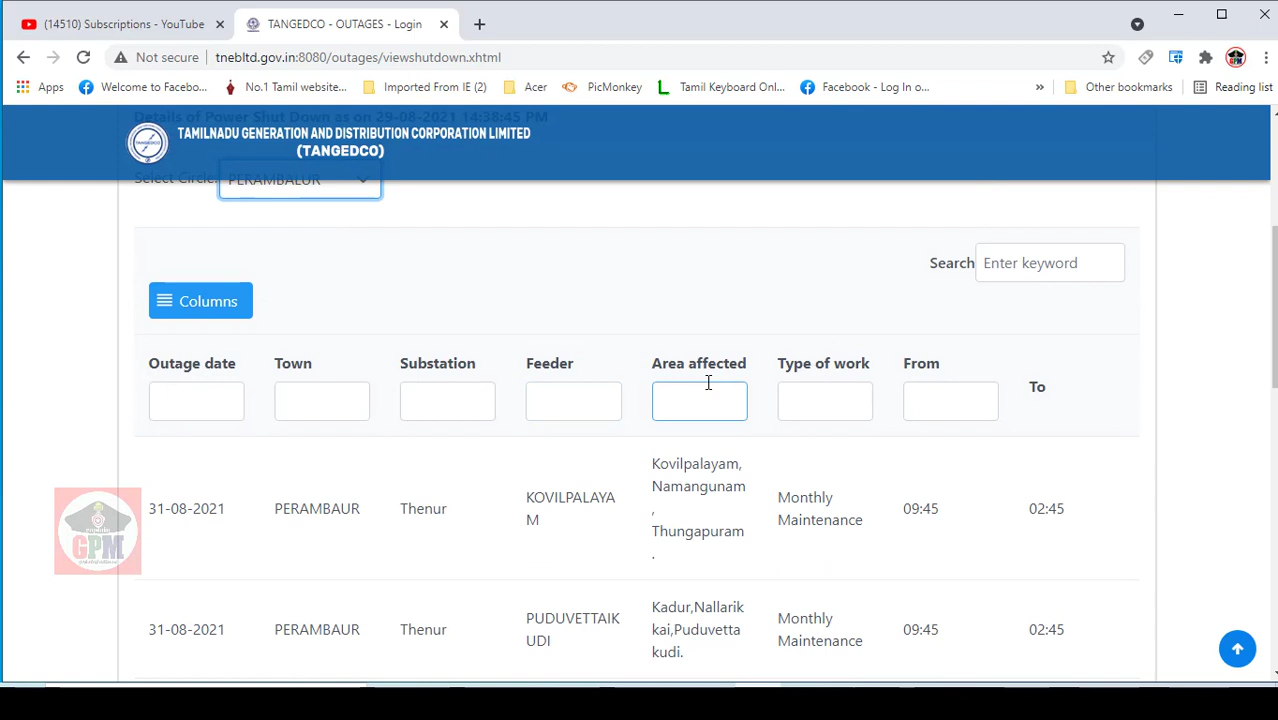 (14510) Subscriptions - YouTube
TANGEDCO - OUTAGES - Login
Not secure
tnebltd.gov.in:8080/outages/viewshutdown.xhtml
Apps
Welcome to Facebo...
No.1 Tamil website...
Imported From IE (2)
Acer
PicMonkey
Tamil Keyboard Onl...
Facebook - Log In o...
»
Other bookmarks
Reading list
Details of Power Shut Down as on 29-08-2021 14:38:45 PM
TAMILNADU GENERATION AND DISTRIBUTION CORPORATION LIMITED
(TANGEDCO)
Select Circle:
PERAMBALUR
Search
Enter keyword
Columns
Outage date
Town
Substation
Feeder
Area affected
Type of work
From
To
31-08-2021
PERAMBAUR
Thenur
KOVILPALAYA
M
Kovilpalayam,
Namangunam
,
Thungapuram
.
Monthly
Maintenance
09:45
02:45
31-08-2021
PERAMBAUR
Thenur
PUDUVETTAIK
UDI
Kadur,Nallarik
kai,Puduvetta
kudi.
Monthly
Maintenance
09:45
02:45
GPM